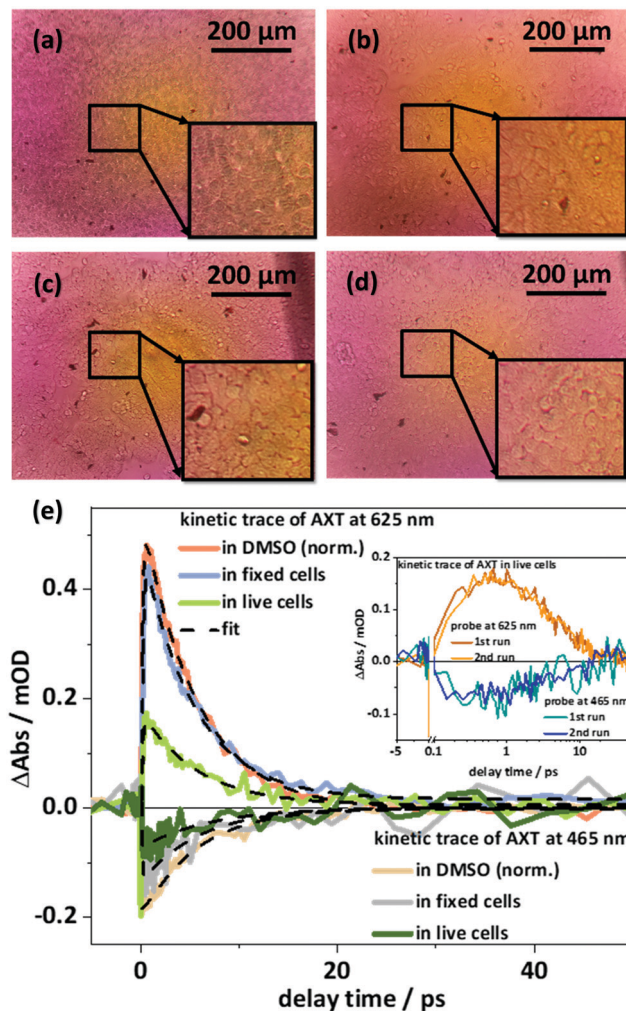 (a)
200 μm
(b)
200 μm
(c)
200 μm
(d)
200 μm
(e)
kinetic trace of AXT at 625 nm
in DMSO (norm.)
in fixed cells
in live cells
fit
kinetic trace of AXT in live cells
probe at 625 nm
1st run
2nd run
probe at 465 nm
1st run
2nd run
0.2
0.1
0.0
-0.1
ΔAbs / mOD
-5
0.1
1
10
delay time / ps
0.4
0.2
0.0
-0.2
ΔAbs / mOD
kinetic trace of AXT at 465 nm
in DMSO (norm.)
in fixed cells
in live cells
0
20
40
delay time / ps